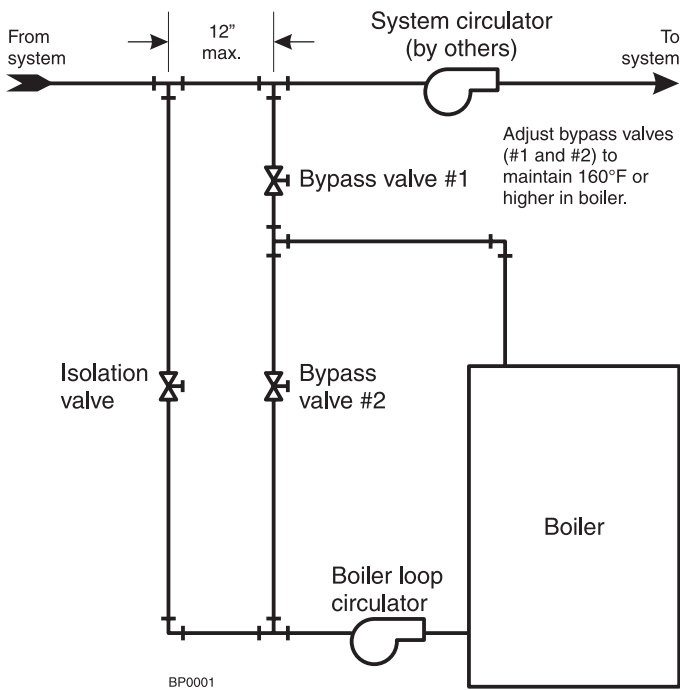 From
system
12"
max.
System circulator
(by others)
To
system
Adjust bypass valves
(#1 and #2) to
maintain 160°F or
higher in boiler.
Bypass valve #1
Isolation
valve
Bypass
valve #2
Boiler
Boiler loop
circulator
BP0001